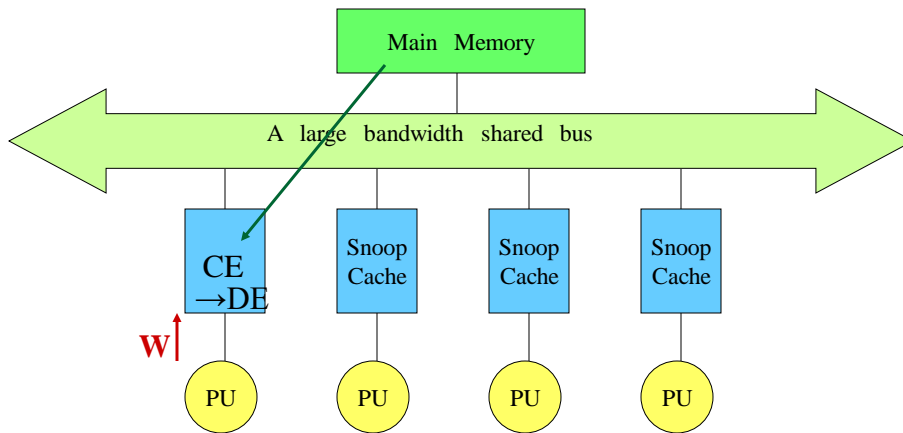 Main Memory
A large bandwidth shared bus
CE
→DE
Snoop
Cache
Snoop
Cache
Snoop
Cache
W
PU
PU
PU
PU